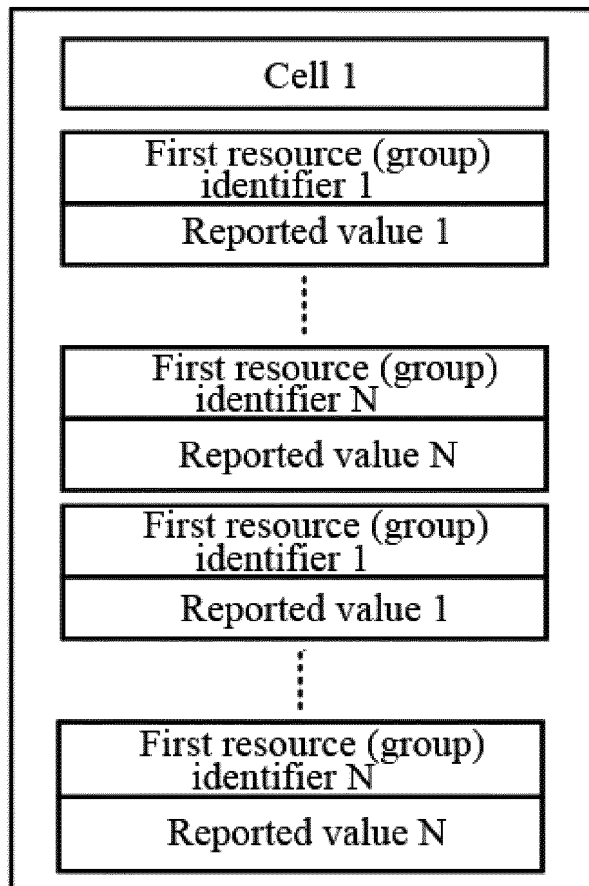 Cell 1
First resource (group)
identifier 1
Reported value 1
First resource (group)
identifier N
Reported value N
First resource (group)
identifier 1
Reported value 1
First resource (group)
identifier N
Reported value N